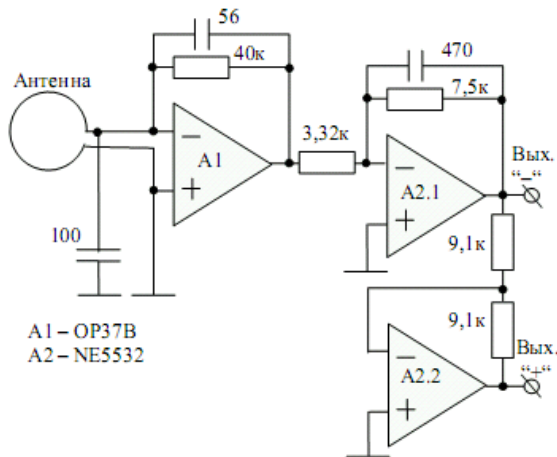 56
40к
Антенна
A1
−
+
100
3,32к
470
7,5к
A2.1
−
+
Вых.
“−“
9,1к
9,1к
A2.2
−
+
Вых.
“+“
A1 – OP37B
A2 – NE5532